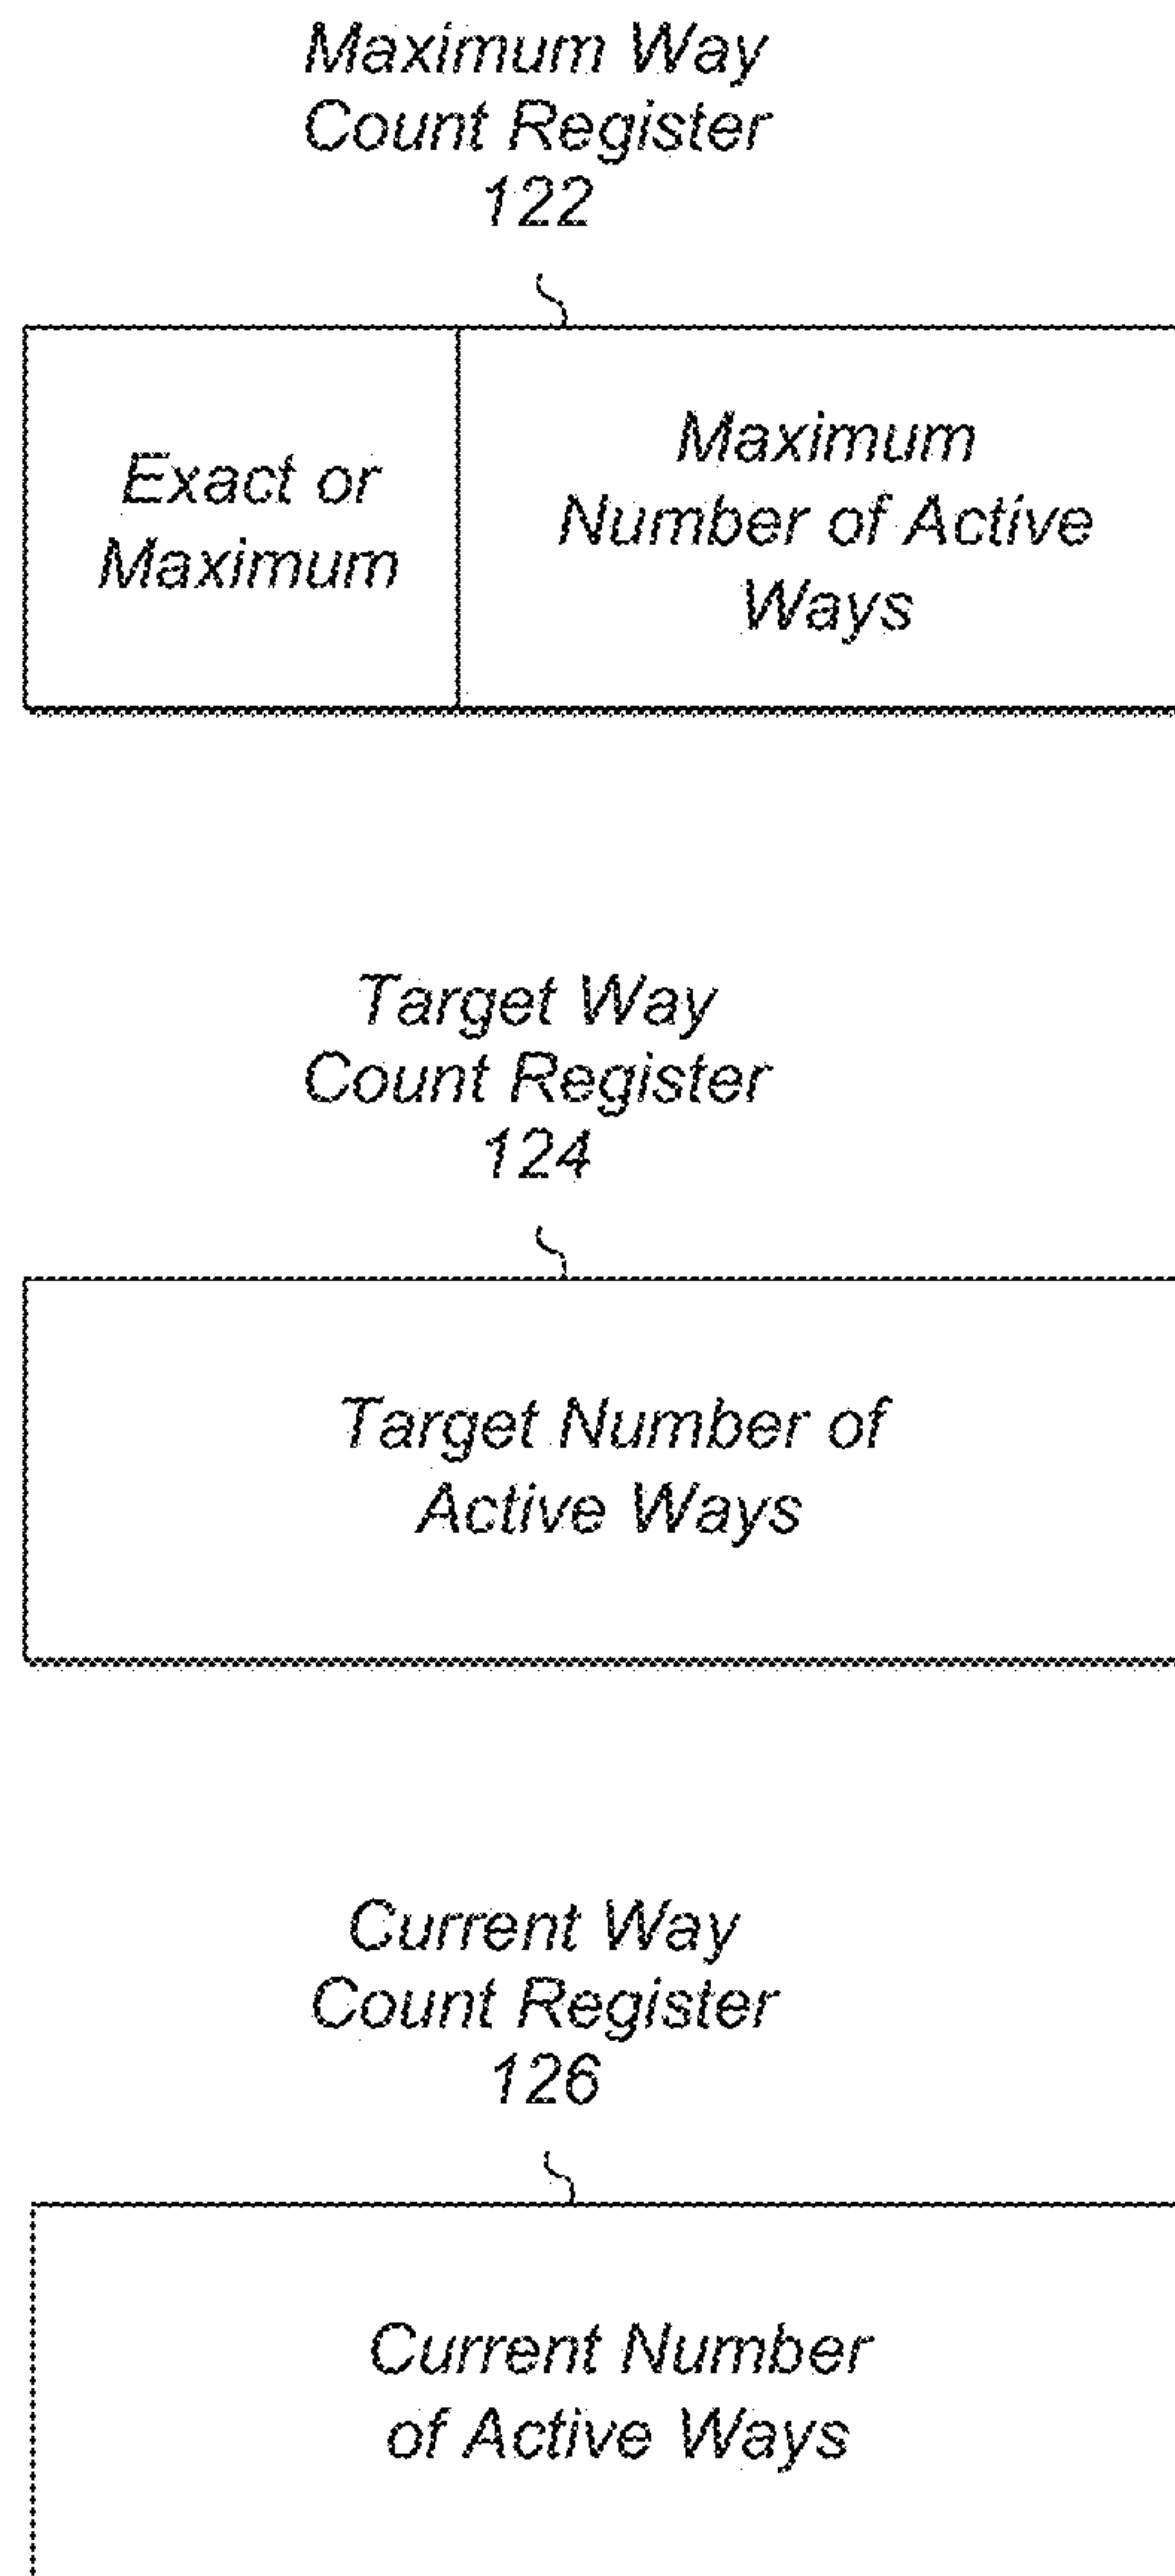 Maximum Way
Count Register
122
Exact or
Maximum
Maximum
Number of Active
Ways
Target Way
Count Register
124
Target Number of
Active Ways
Current Way
Count Register
126
Current Number
of Active Ways